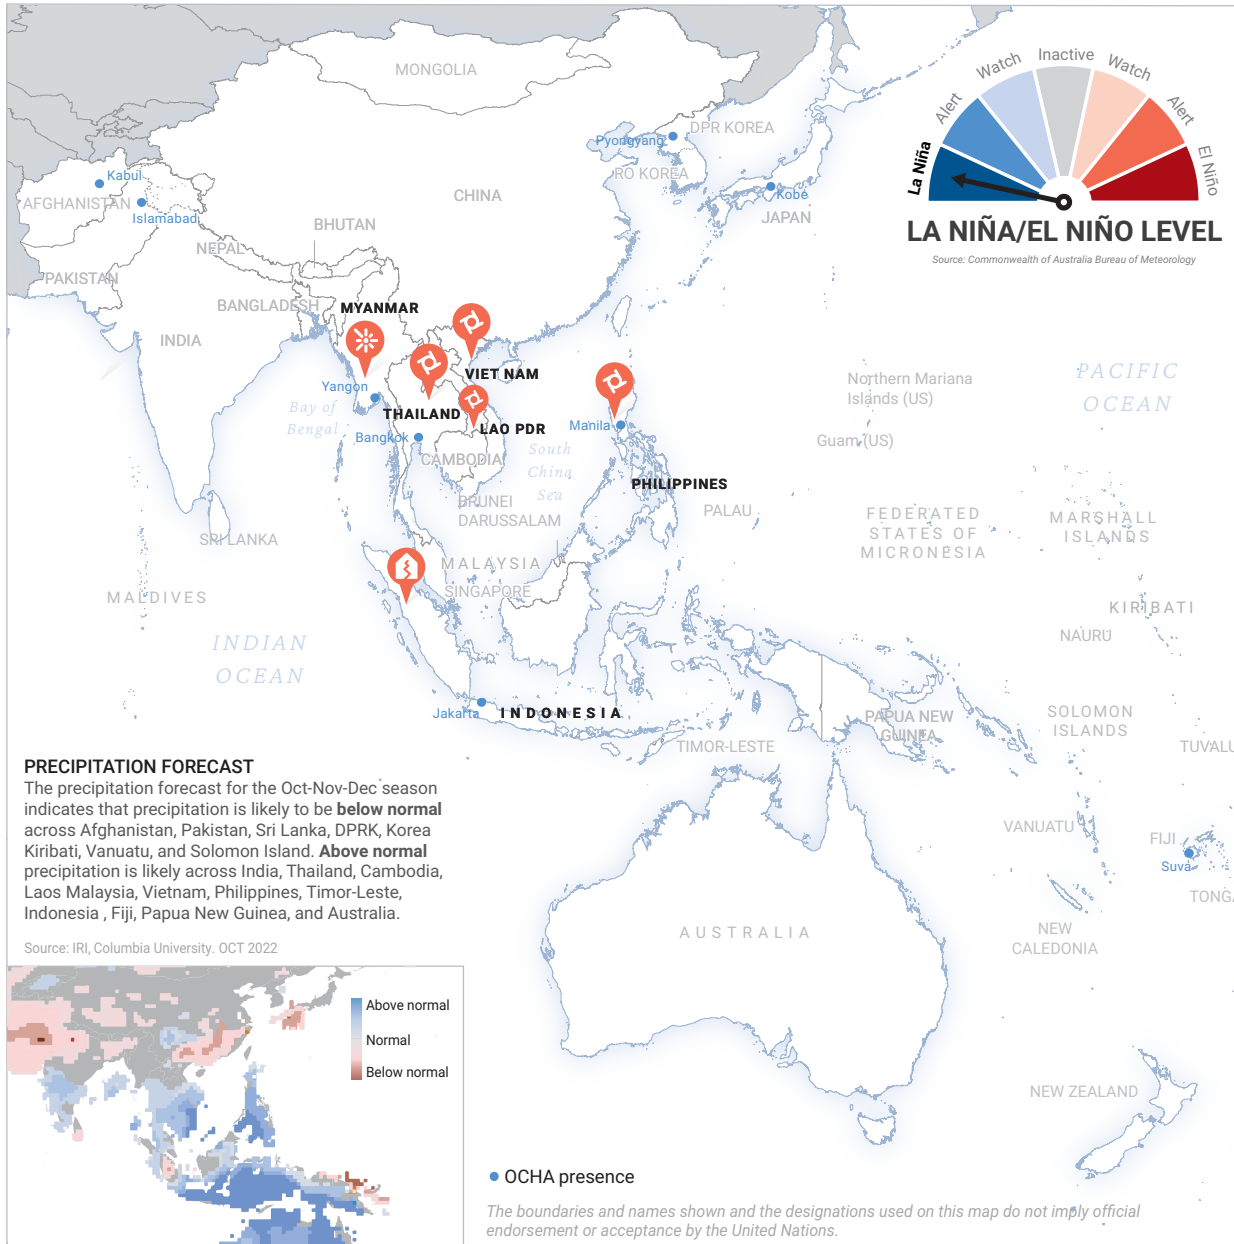 MONGOLIA
DPR KOREA
Pyongyang
RO KOREA
CHINA
Kobe
JAPAN
Kabul
AFGHANISTAN
Islamabad
BHUTAN
NEPAL
PAKISTAN
BANGLADESH
MYANMAR
INDIA
Watch
Inactive
Watch
Alert
Alert
La Niña
El Niño
LA NIÑA/EL NIÑO LEVEL
Source: Commonwealth of Australia Bureau of Meteorology
VIET NAM
Yangon
Bay of
Bengal
THAILAND
LAO PDR
Bangkok
CAMBODIA
South
China
Sea
Manila
PHILIPPINES
Northern Mariana
Islands (US)
Guam (US)
PACIFIC
OCEAN
BRUNEI
DARUSSALAM
PALAU
FEDERATED
STATES OF
MICRONESIA
MARSHALL
ISLANDS
SRI LANKA
MALDIVES
MALAYSIA
SINGAPORE
KIRIBATI
NAURU
INDIAN
OCEAN
Jakarta
INDONESIA
TIMOR-LESTE
PAPUA NEW
GUINEA
SOLOMON
ISLANDS
TUVALU
VANUATU
FIJI
Suva
TONGA
NEW
CALEDONIA
AUSTRALIA
NEW ZEALAND
PRECIPITATION FORECAST
The precipitation forecast for the Oct-Nov-Dec season
indicates that precipitation is likely to be below normal
across Afghanistan, Pakistan, Sri Lanka, DPRK, Korea
Kiribati, Vanuatu, and Solomon Island. Above normal
precipitation is likely across India, Thailand, Cambodia,
Laos Malaysia, Vietnam, Philippines, Timor-Leste,
Indonesia , Fiji, Papua New Guinea, and Australia.
Source: IRI, Columbia University. OCT 2022
Above normal
Normal
Below normal
OCHA presence
The boundaries and names shown and the designations used on this map do not imply official
endorsement or acceptance by the United Nations.